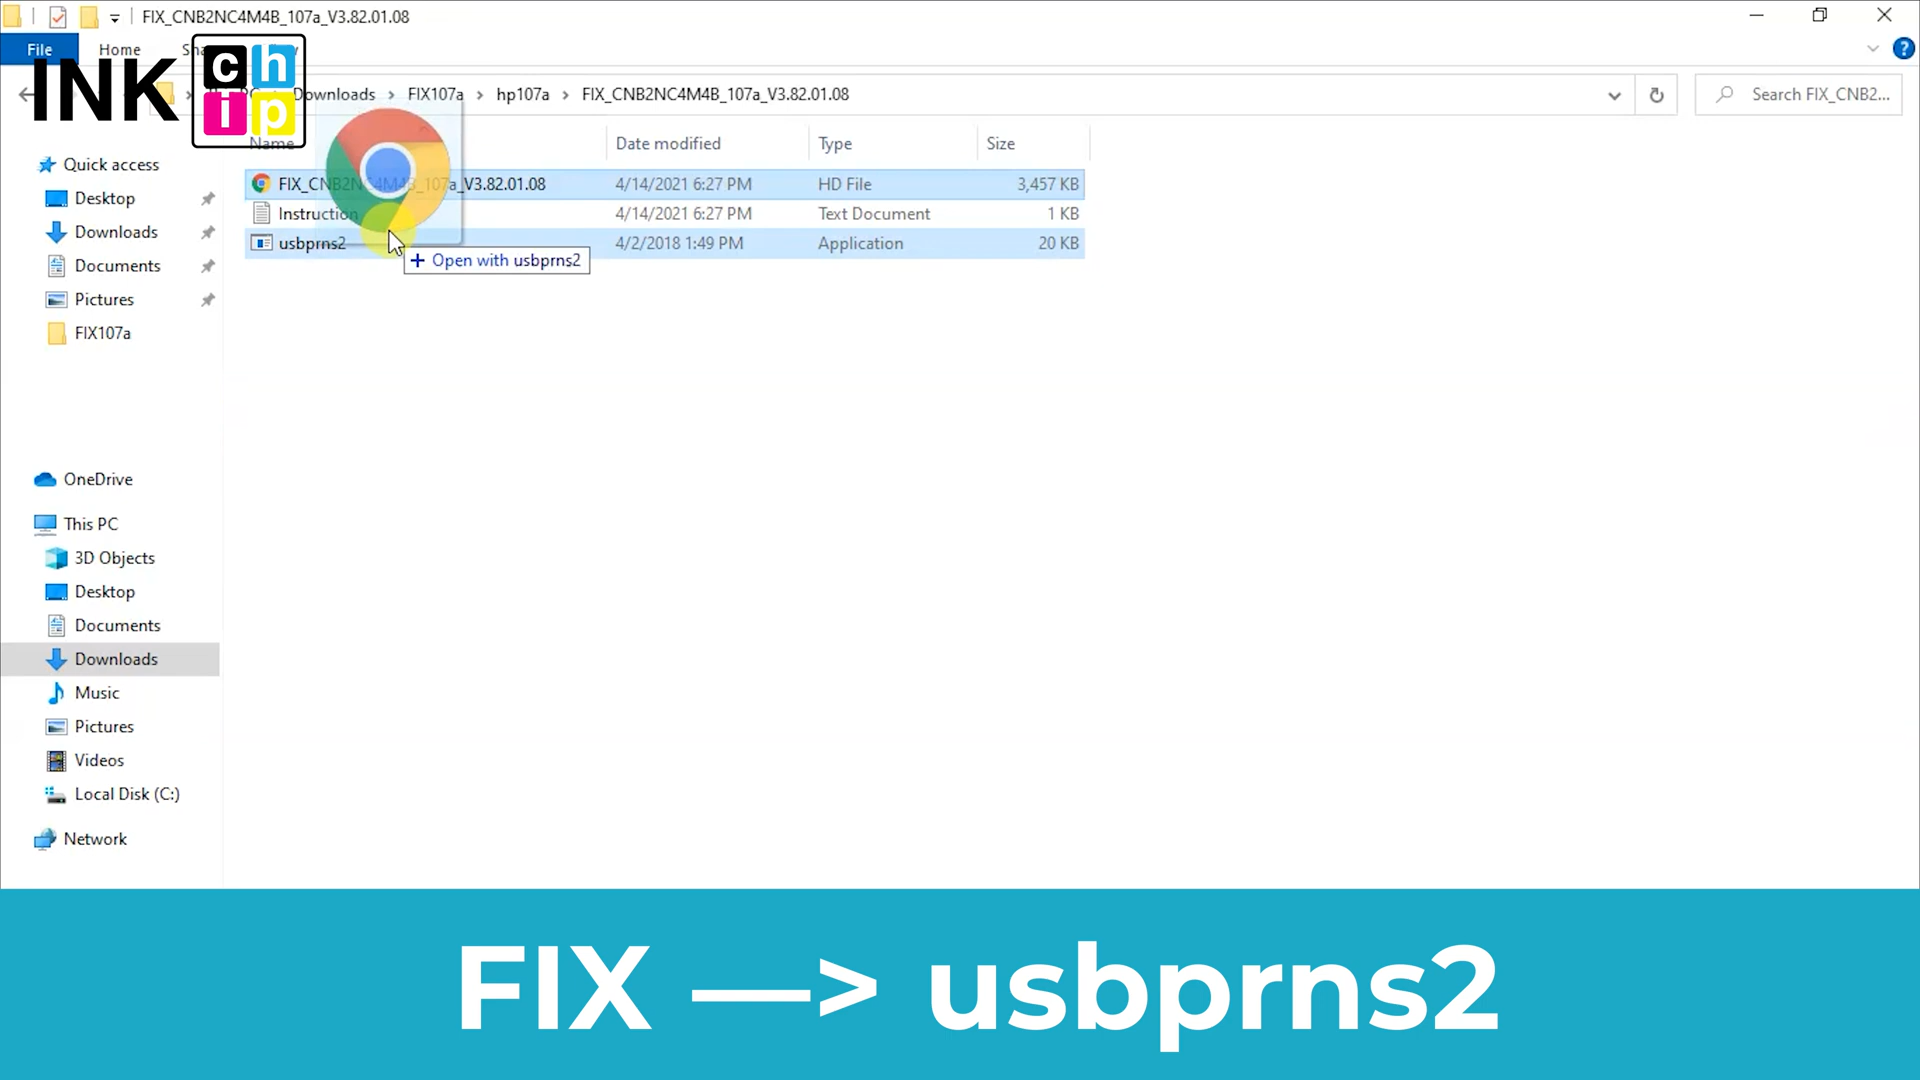 FIX_CNB2NC4M4B_107a_V3.82.01.08
File Home
INK chip
Downloads FIX107a hp107a FIX_CNB2NC4M4B_107a_V3.82.01.08
Search FIX_CNB2...
Name Date modified Type Size
FIX_CNB2NC4M4B_107a_V3.82.01.08 4/14/2021 6:27 PM HD File 3,457 KB
Instruction 4/14/2021 6:27 PM Text Document 1 KB
usbprns2 4/2/2018 1:49 PM Application 20 KB
+ Open with usbprns2
Quick access
Desktop
Downloads
Documents
Pictures
FIX107a
OneDrive
This PC
3D Objects
Desktop
Documents
Downloads
Music
Pictures
Videos
Local Disk (C:)
Network
FIX —> usbprns2